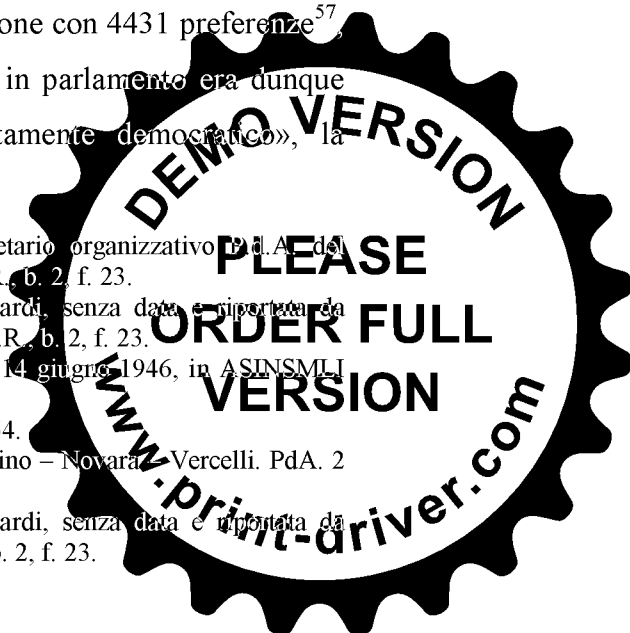 one con 4431 preferenze57,
in parlamento era dunque
tamente democratico», la
etario organizzativo P.d.A. del
R., b. 2, f. 23.
ardi, senza data e riportata da
R., b. 2, f. 23.
14 giugno 1946, in ASINSMLI
4.
ino – Novara – Vercelli. PdA. 2
ardi, senza data e riportata da
b. 2, f. 23.
DEMO VERSION
PLEASE
ORDER FULL
VERSION
www.print-driver.com